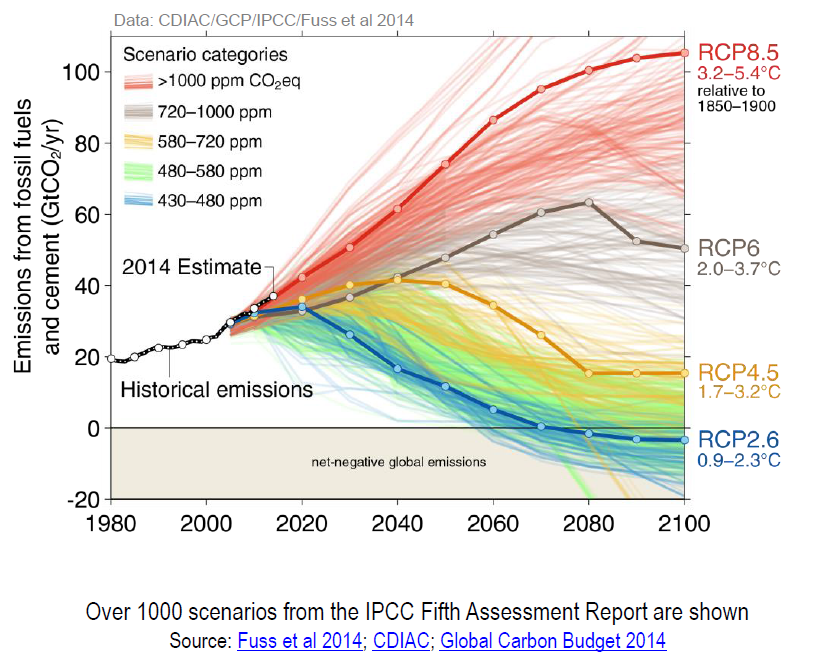 Data: CDIAC/GCP/IPCC/Fuss et al 2014
Scenario categories
>1000 ppm CO₂eq
720–1000 ppm
580–720 ppm
480–580 ppm
430–480 ppm
Emissions from fossil fuels
and cement (GtCO₂/yr)
100
80
60
40
20
0
-20
2014 Estimate
Historical emissions
net-negative global emissions
RCP8.5
3.2–5.4°C
relative to
1850–1900
RCP6
2.0–3.7°C
RCP4.5
1.7–3.2°C
RCP2.6
0.9–2.3°C
1980 2000 2020 2040 2060 2080 2100
Over 1000 scenarios from the IPCC Fifth Assessment Report are shown
Source: Fuss et al 2014; CDIAC; Global Carbon Budget 2014